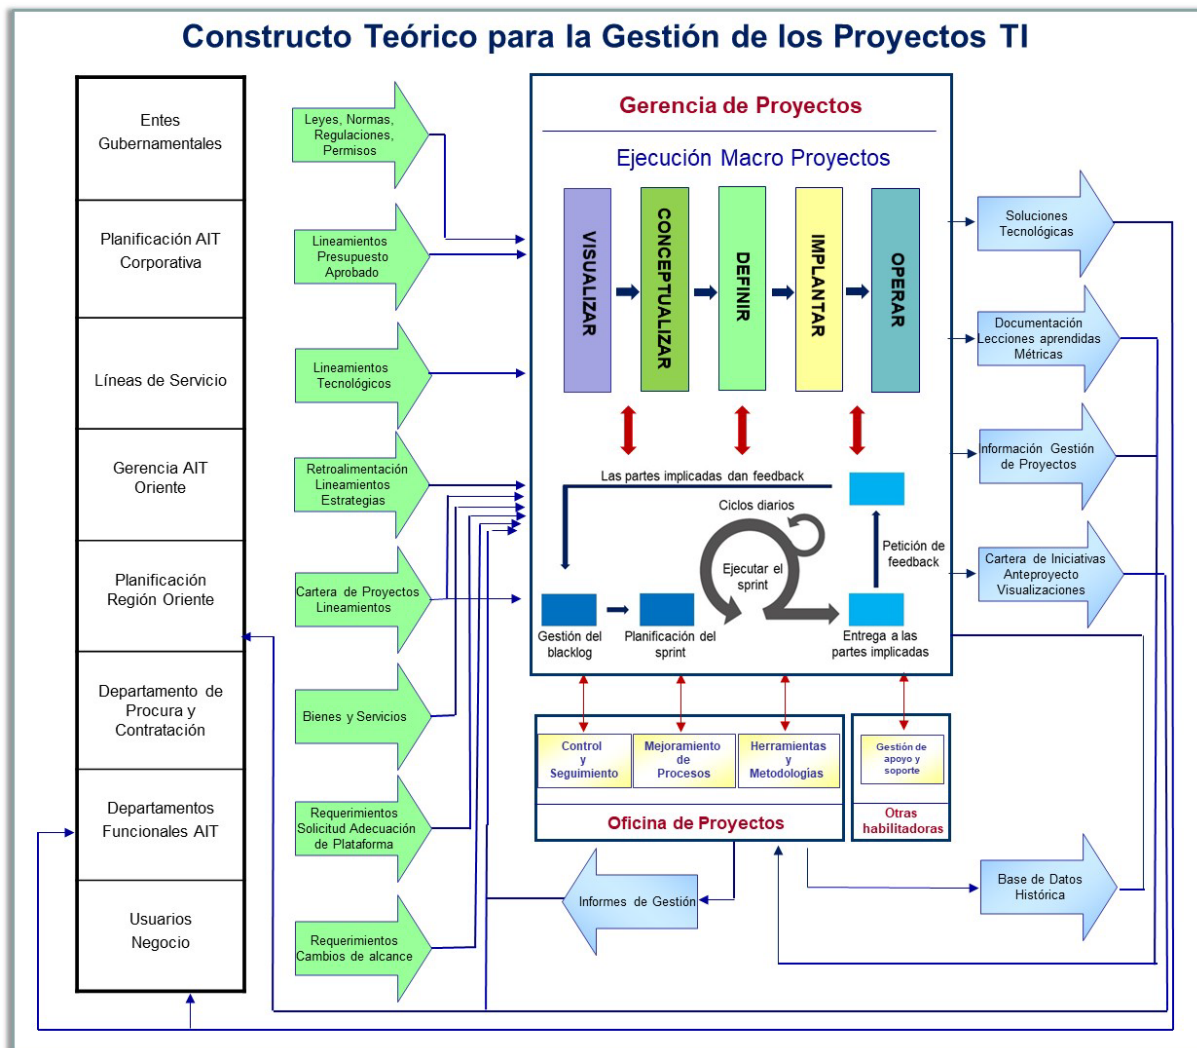 Constructo Teórico para la Gestión de los Proyectos TI
Entes
Gubernamentales
Planificación AIT
Corporativa
Líneas de Servicio
Gerencia AIT
Oriente
Planificación
Región Oriente
Departamento de
Procura y
Contratación
Departamentos
Funcionales AIT
Usuarios
Negocio
Leyes, Normas,
Regulaciones,
Permisos
Lineamientos
Presupuesto
Aprobado
Lineamientos
Tecnológicos
Retroalimentación
Lineamientos
Estrategias
Cartera de Proyectos
Lineamientos
Bienes y Servicios
Requerimientos
Solicitud Adecuación
de Plataforma
Requerimientos
Cambios de alcance
Gerencia de Proyectos
Ejecución Macro Proyectos
VISUALIZAR
CONCEPTUALIZAR
DEFINIR
IMPLANTAR
OPERAR
Las partes implicadas dan feedback
Ciclos diarios
Ejecutar el
sprint
Petición de
feedback
Gestión del
blacklog
Planificación del
sprint
Entrega a las
partes implicadas
Control
y
Seguimiento
Mejoramiento
de
Procesos
Herramientas
y
Metodologías
Oficina de Proyectos
Gestión de
apoyo y
soporte
Otras
habilitadoras
Informes de Gestión
Soluciones
Tecnológicas
Documentación
Lecciones aprendidas
Métricas
Información Gestión
de Proyectos
Cartera de Iniciativas
Anteproyecto
Visualizaciones
Base de Datos
Histórica